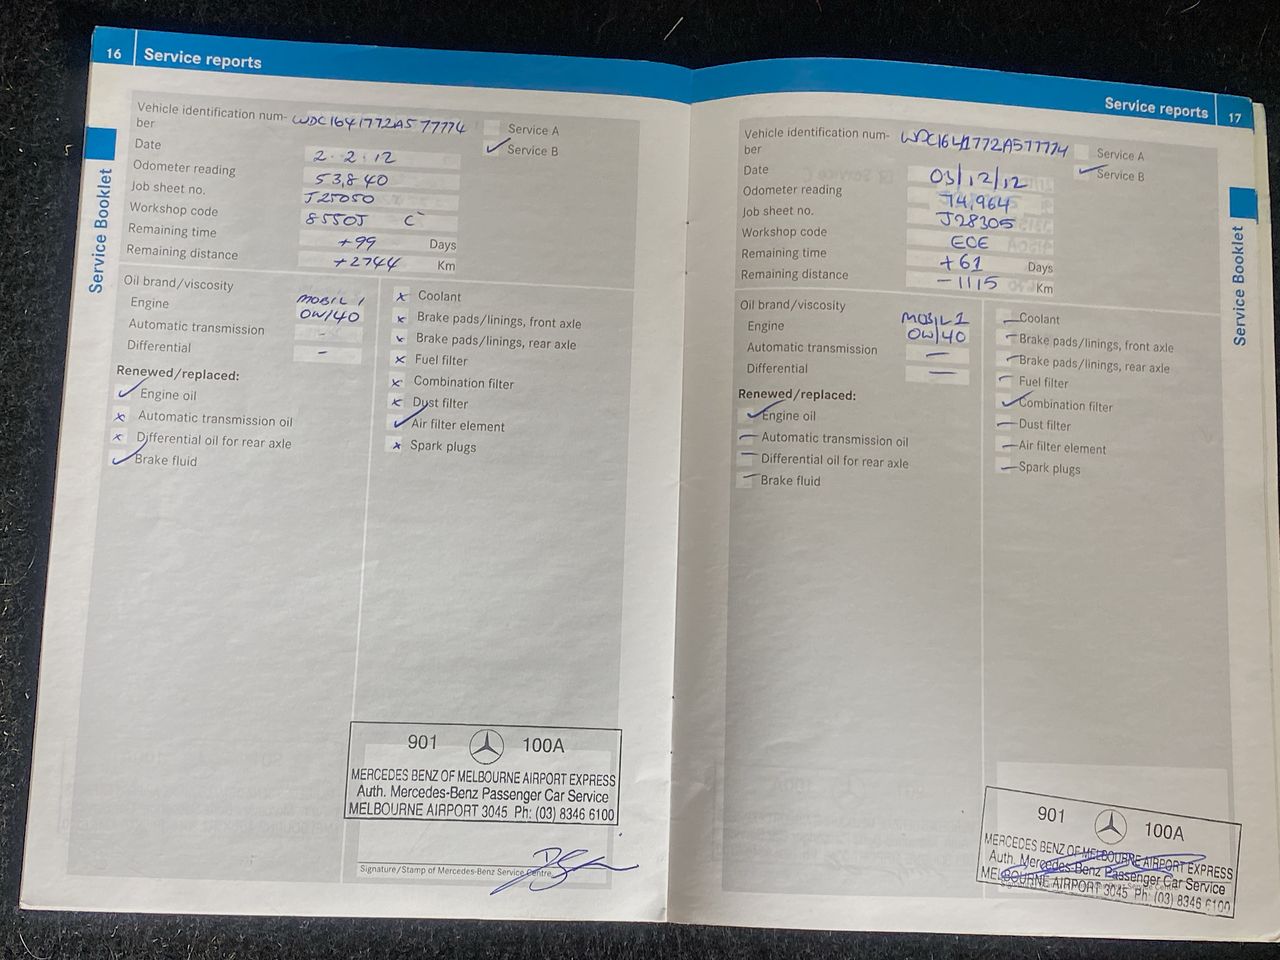 16 Service reports
Vehicle identification num- WDC1641772A577774
ber
Service A
Service B
Date 2.2.12
Odometer reading 53,840
Job sheet no. J25050
Workshop code 8550J C
Remaining time +99 Days
Remaining distance +2744 Km
Oil brand/viscosity
Engine MOBIL 1
0W/40
Automatic transmission -
Differential -
Renewed/replaced:
✓ Engine oil
x Automatic transmission oil
x Differential oil for rear axle
✓ Brake fluid
x Coolant
x Brake pads/linings, front axle
x Brake pads/linings, rear axle
x Fuel filter
x Combination filter
x Dust filter
✓ Air filter element
x Spark plugs
901 100A
MERCEDES BENZ OF MELBOURNE AIRPORT EXPRESS
Auth. Mercedes-Benz Passenger Car Service
MELBOURNE AIRPORT 3045 Ph: (03) 8346 6100
Signature/Stamp of Mercedes-Benz Service Centre
Service Booklet
Service reports 17
Vehicle identification num- WDC1641772A577774
ber
Service A
Service B
Date 03/12/12
Odometer reading 74,964
Job sheet no. J28305
Workshop code ECE
Remaining time +61 Days
Remaining distance -1115 Km
Oil brand/viscosity
Engine MOBIL 1
0W/40
Automatic transmission —
Differential —
Renewed/replaced:
✓ Engine oil
— Automatic transmission oil
— Differential oil for rear axle
— Brake fluid
— Coolant
— Brake pads/linings, front axle
— Brake pads/linings, rear axle
— Fuel filter
✓ Combination filter
— Dust filter
— Air filter element
— Spark plugs
901 100A
MERCEDES BENZ OF MELBOURNE AIRPORT EXPRESS
Auth. Mercedes-Benz Passenger Car Service
MELBOURNE AIRPORT 3045 Ph: (03) 8346 6100
Service Booklet